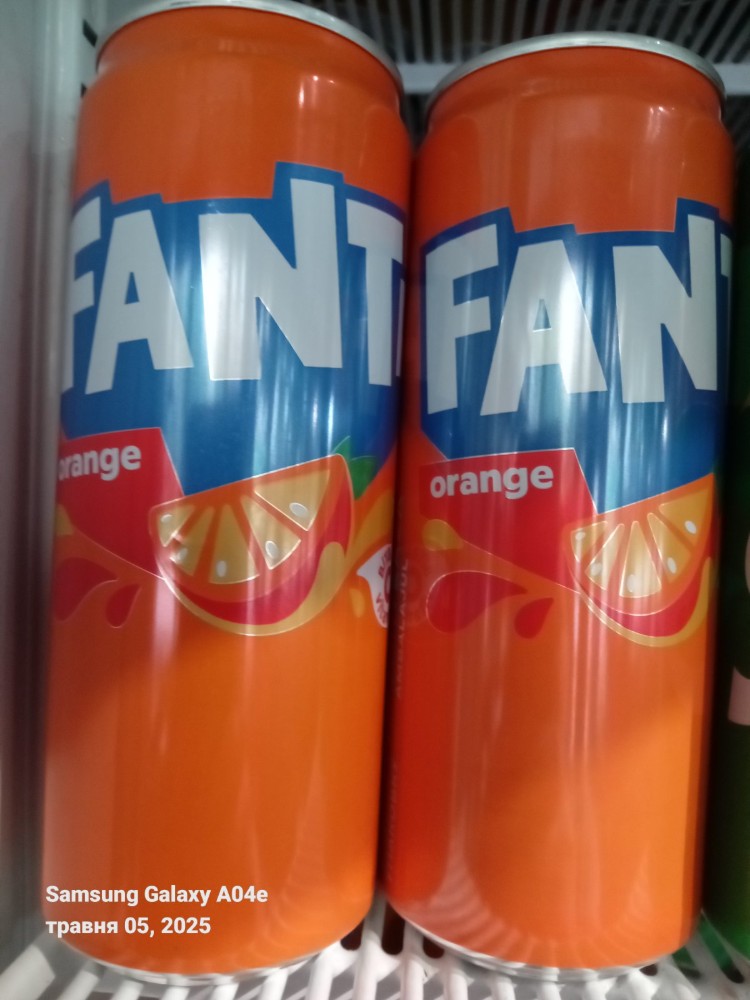 FANT
orange
FANT
orange
Samsung Galaxy A04e
травня 05, 2025